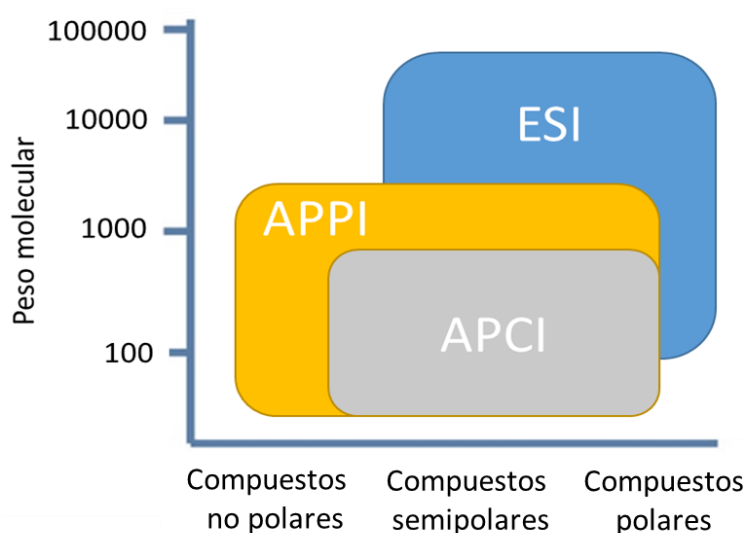 100000
10000
1000
100
Peso molecular
ESI
APPI
APCI
Compuestos
no polares
Compuestos
semipolares
Compuestos
polares